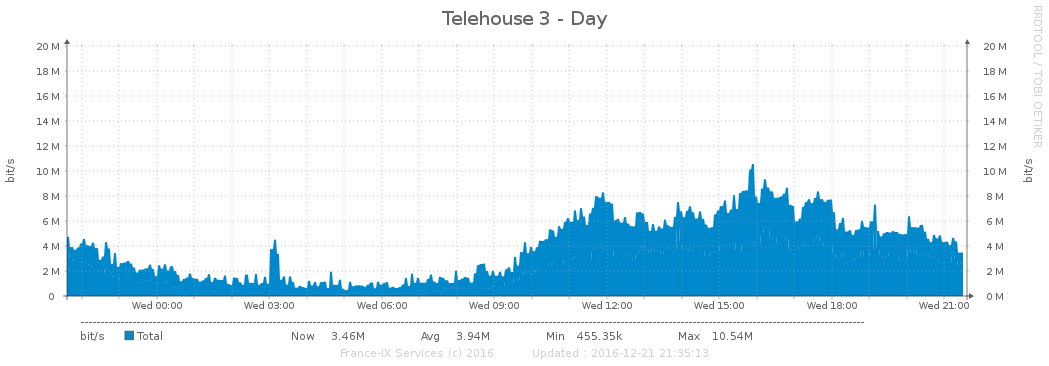 Telehouse 3 - Day
RRDTOOL / TOBI OETIKER
bit/s
20 M 20 M
18 M 18 M
16 M 16 M
14 M 14 M
12 M 12 M
10 M 10 M
8 M 8 M
6 M 6 M
4 M 4 M
2 M 2 M
0 0 M
bit/s
Wed 00:00 Wed 03:00 Wed 06:00 Wed 09:00 Wed 12:00 Wed 15:00 Wed 18:00 Wed 21:00
bit/s Total Now 3.46M Avg 3.94M Min 455.35k Max 10.54M
France-IX Services (c) 2016 Updated : 2016-12-21 21:35:13